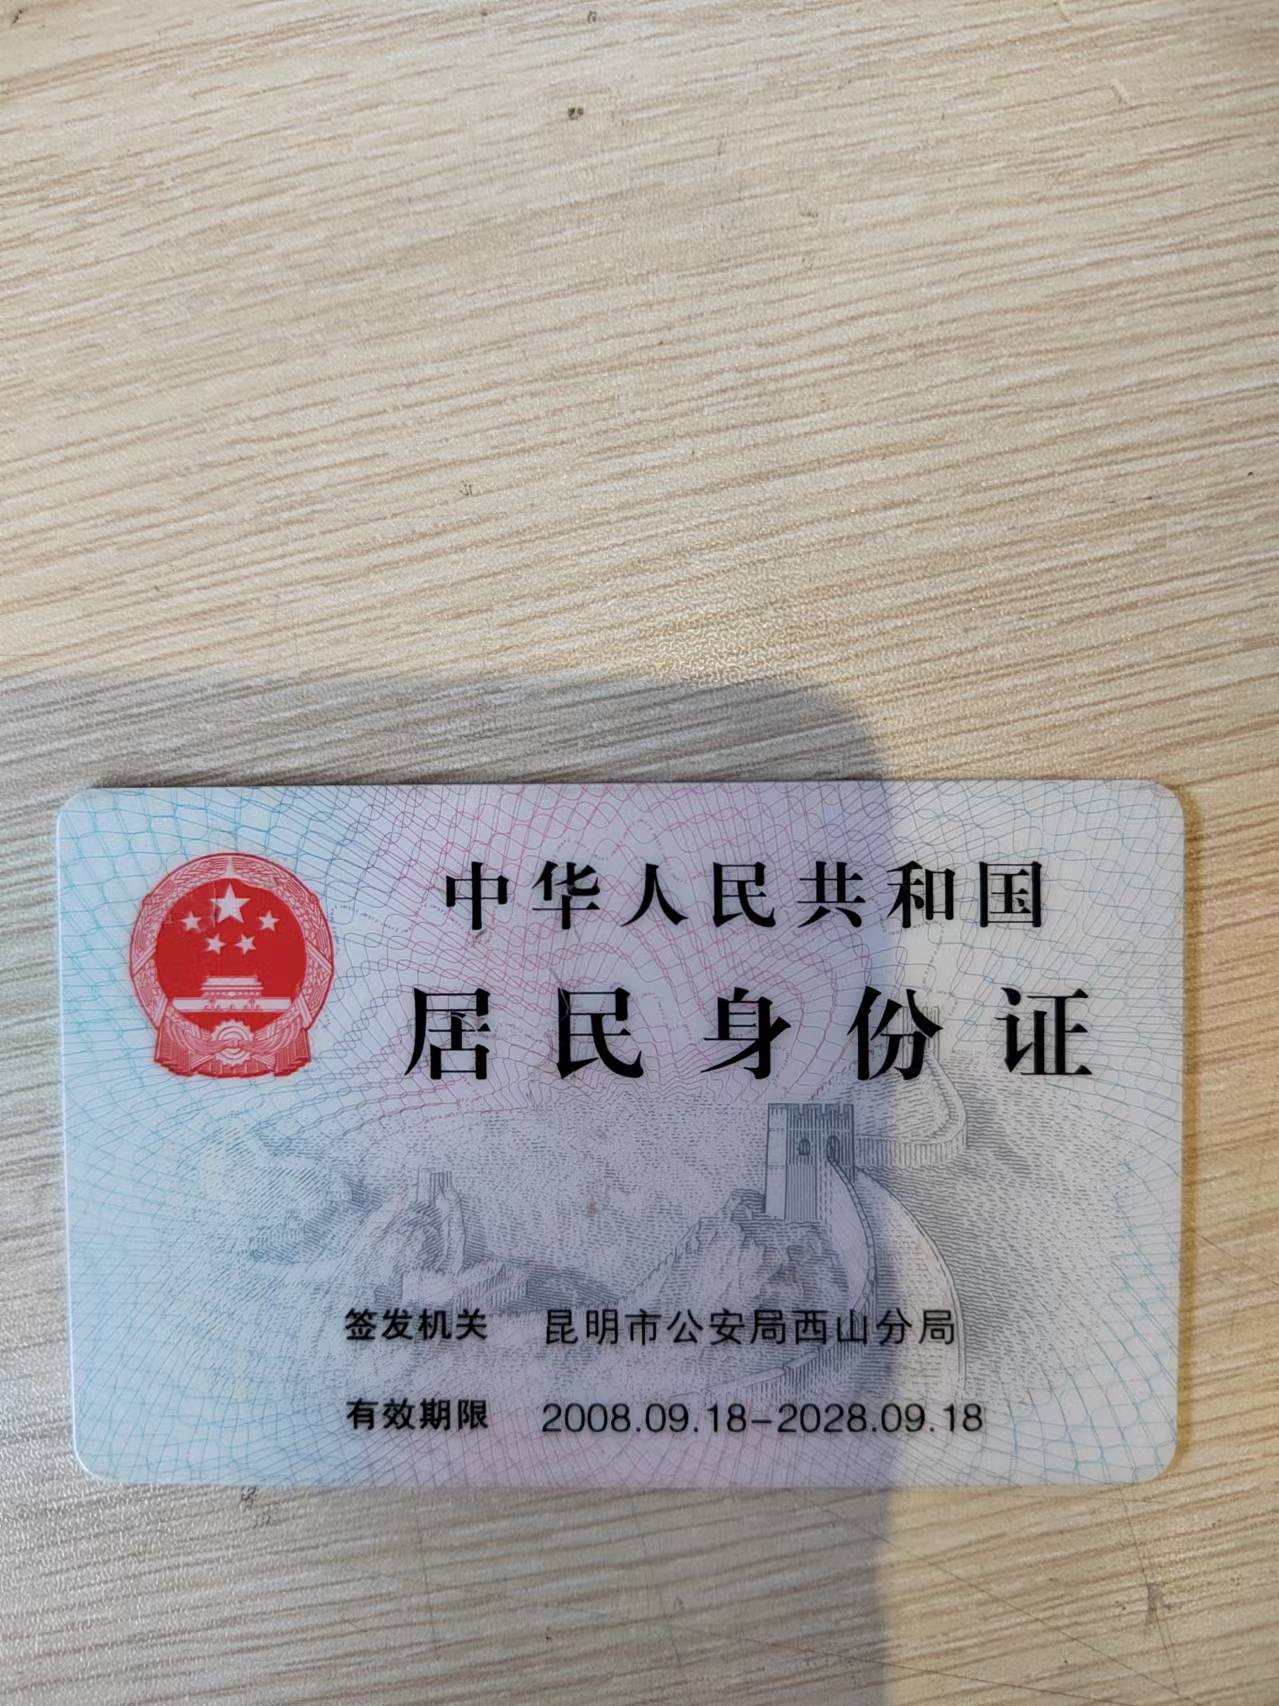 中华人民共和国
居民身份证
签发机关 昆明市公安局西山分局
有效期限 2008.09.18-2028.09.18